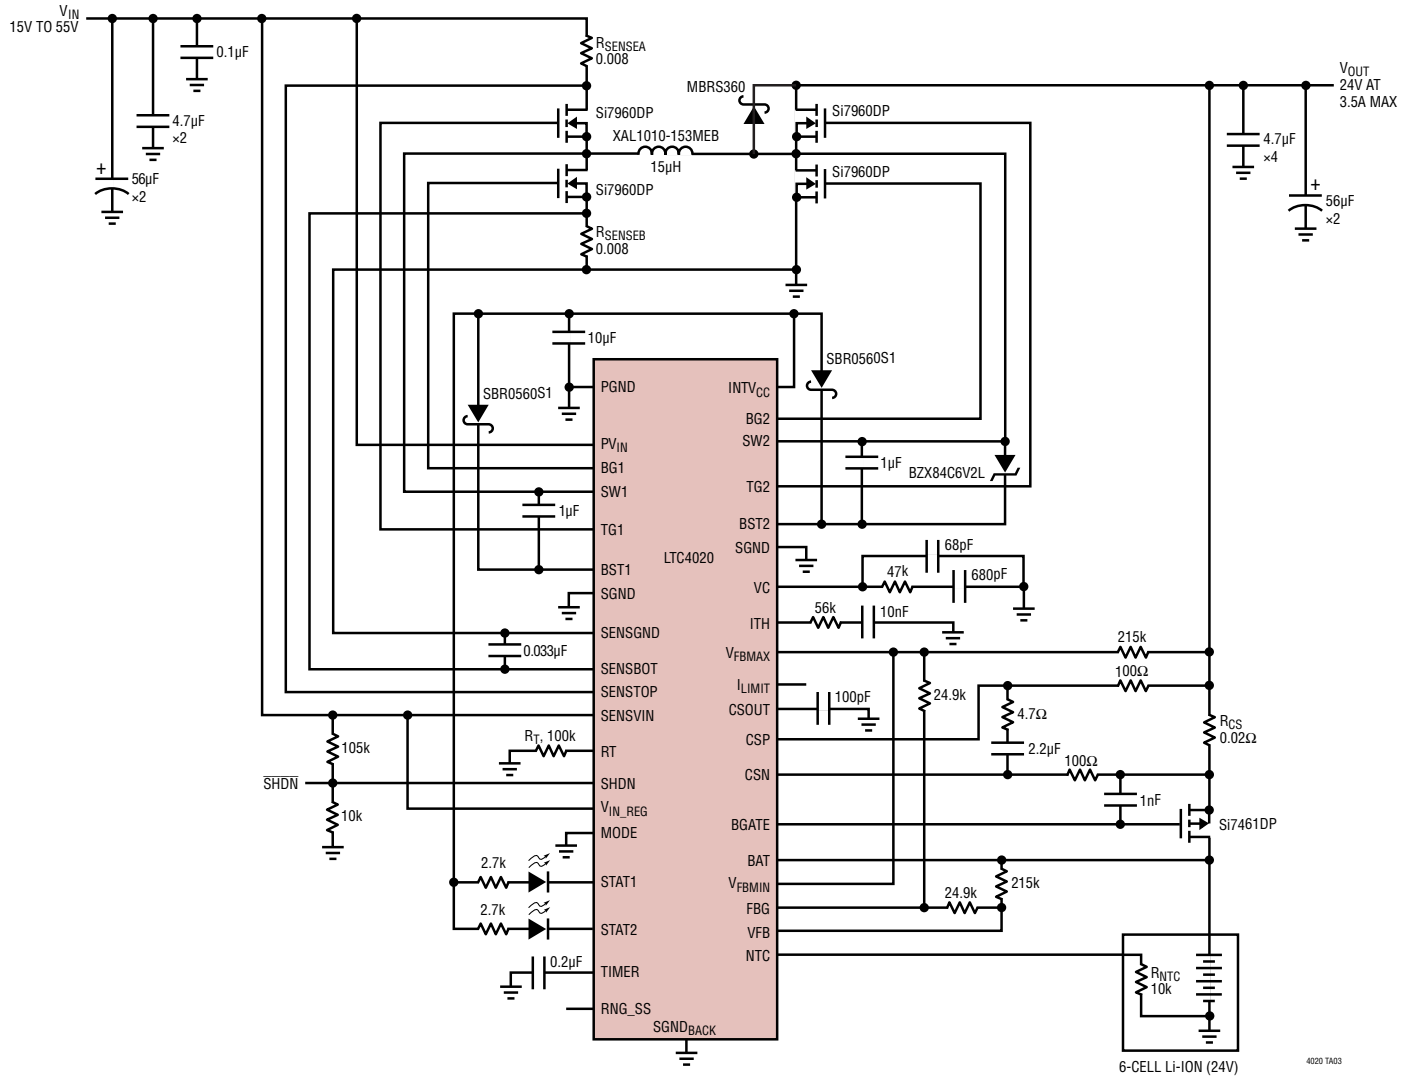 VIN
15V TO 55V
0.1µF
4.7µF
×2
+
56µF
×2
RSENSEA
0.008
Si7960DP
XAL1010-153MEB
15µH
Si7960DP
RSENSEB
0.008
MBRS360
Si7960DP
Si7960DP
VOUT
24V AT
3.5A MAX
4.7µF
×4
+
56µF
×2
10µF
SBR0560S1
SBR0560S1
1µF
1µF
BZX84C6V2L
LTC4020
PGND
PVIN
BG1
SW1
TG1
BST1
SGND
SENSGND
SENSBOT
SENSTOP
SENSVIN
RT
SHDN
VIN_REG
MODE
STAT1
STAT2
TIMER
RNG_SS
SGNDBACK
INTVCC
BG2
SW2
TG2
BST2
SGND
VC
ITH
VFBMAX
ILIMIT
CSOUT
CSP
CSN
BGATE
BAT
VFBMIN
FBG
VFB
NTC
0.033µF
105k
RT, 100k
SHDN
10k
2.7k
2.7k
0.2µF
68pF
47k
680pF
56k
10nF
215k
100Ω
24.9k
100pF
4.7Ω
2.2µF
RCS
0.02Ω
100Ω
1nF
Si7461DP
215k
24.9k
RNTC
10k
6-CELL Li-ION (24V)
4020 TA03